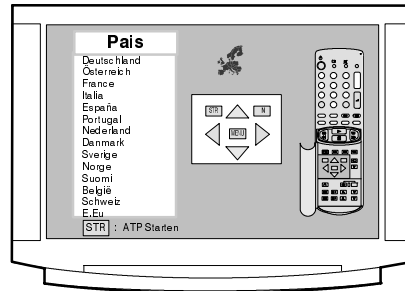 Pais
Deutschland
Österreich
France
Italia
España
Portugal
Nederland
Danmark
Sverige
Norge
Suomi
België
Schweiz
E.Eu
STR : ATP Starten
STR N
MENU